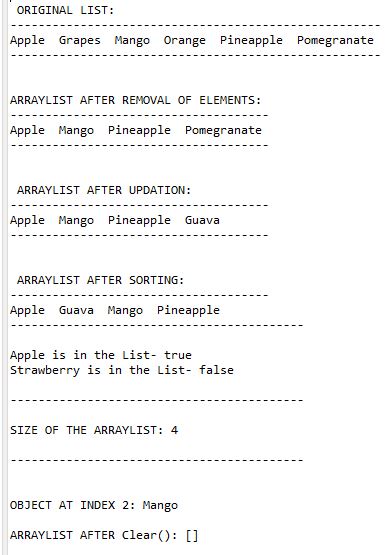 ORIGINAL LIST:
--------------------------------------------------------
Apple  Grapes  Mango  Orange  Pineapple  Pomegranate
--------------------------------------------------------
ARRAYLIST AFTER REMOVAL OF ELEMENTS:
-------------------------------------
Apple  Mango  Pineapple  Pomegranate
-------------------------------------
ARRAYLIST AFTER UPDATION:
-------------------------------------
Apple  Mango  Pineapple  Guava
-------------------------------------
ARRAYLIST AFTER SORTING:
-------------------------------------
Apple  Guava  Mango  Pineapple
------------------------------------------
Apple is in the List- true
Strawberry is in the List- false
------------------------------------------
SIZE OF THE ARRAYLIST: 4
------------------------------------------
OBJECT AT INDEX 2: Mango
ARRAYLIST AFTER Clear(): []